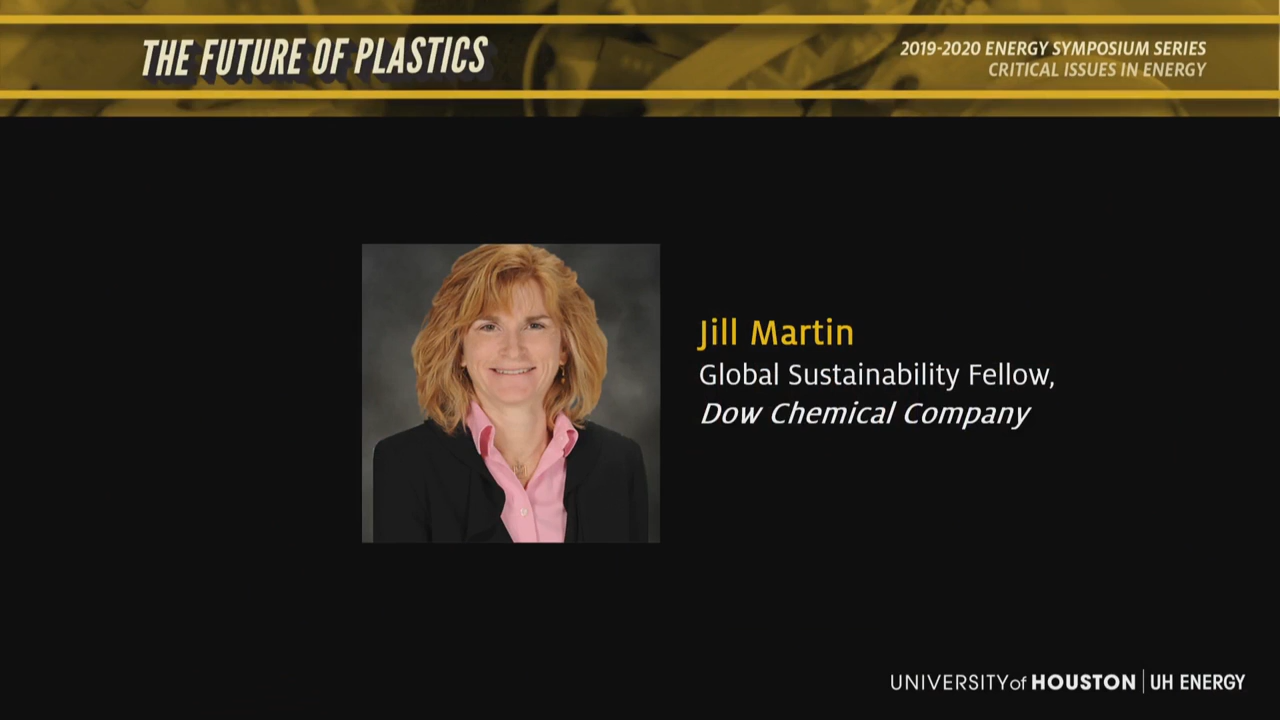 THE FUTURE OF PLASTICS
2019-2020 ENERGY SYMPOSIUM SERIES
CRITICAL ISSUES IN ENERGY
Jill Martin
Global Sustainability Fellow,
Dow Chemical Company
UNIVERSITY of HOUSTON | UH ENERGY